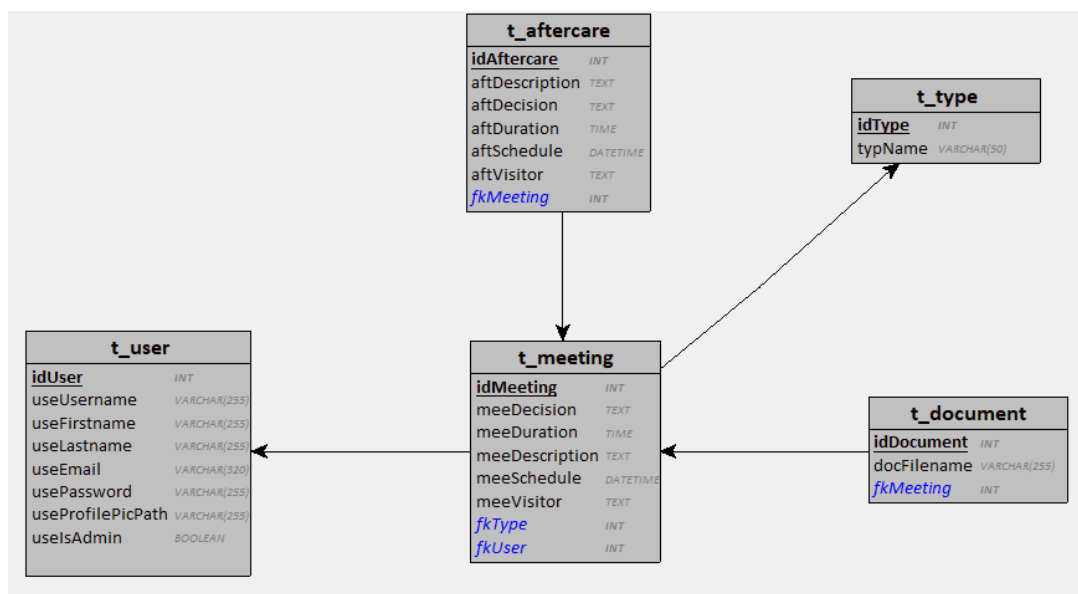 t_aftercare
idAftercare INT
aftDescription TEXT
aftDecision TEXT
aftDuration TIME
aftSchedule DATETIME
aftVisitor TEXT
fkMeeting INT
t_type
idType INT
typName VARCHAR(50)
t_user
idUser INT
useUsername VARCHAR(255)
useFirstname VARCHAR(255)
useLastname VARCHAR(255)
useEmail VARCHAR(320)
usePassword VARCHAR(255)
useProfilePicPath VARCHAR(255)
useIsAdmin BOOLEAN
t_meeting
idMeeting INT
meeDecision TEXT
meeDuration TIME
meeDescription TEXT
meeSchedule DATETIME
meeVisitor TEXT
fkType INT
fkUser INT
t_document
idDocument INT
docFilename VARCHAR(255)
fkMeeting INT